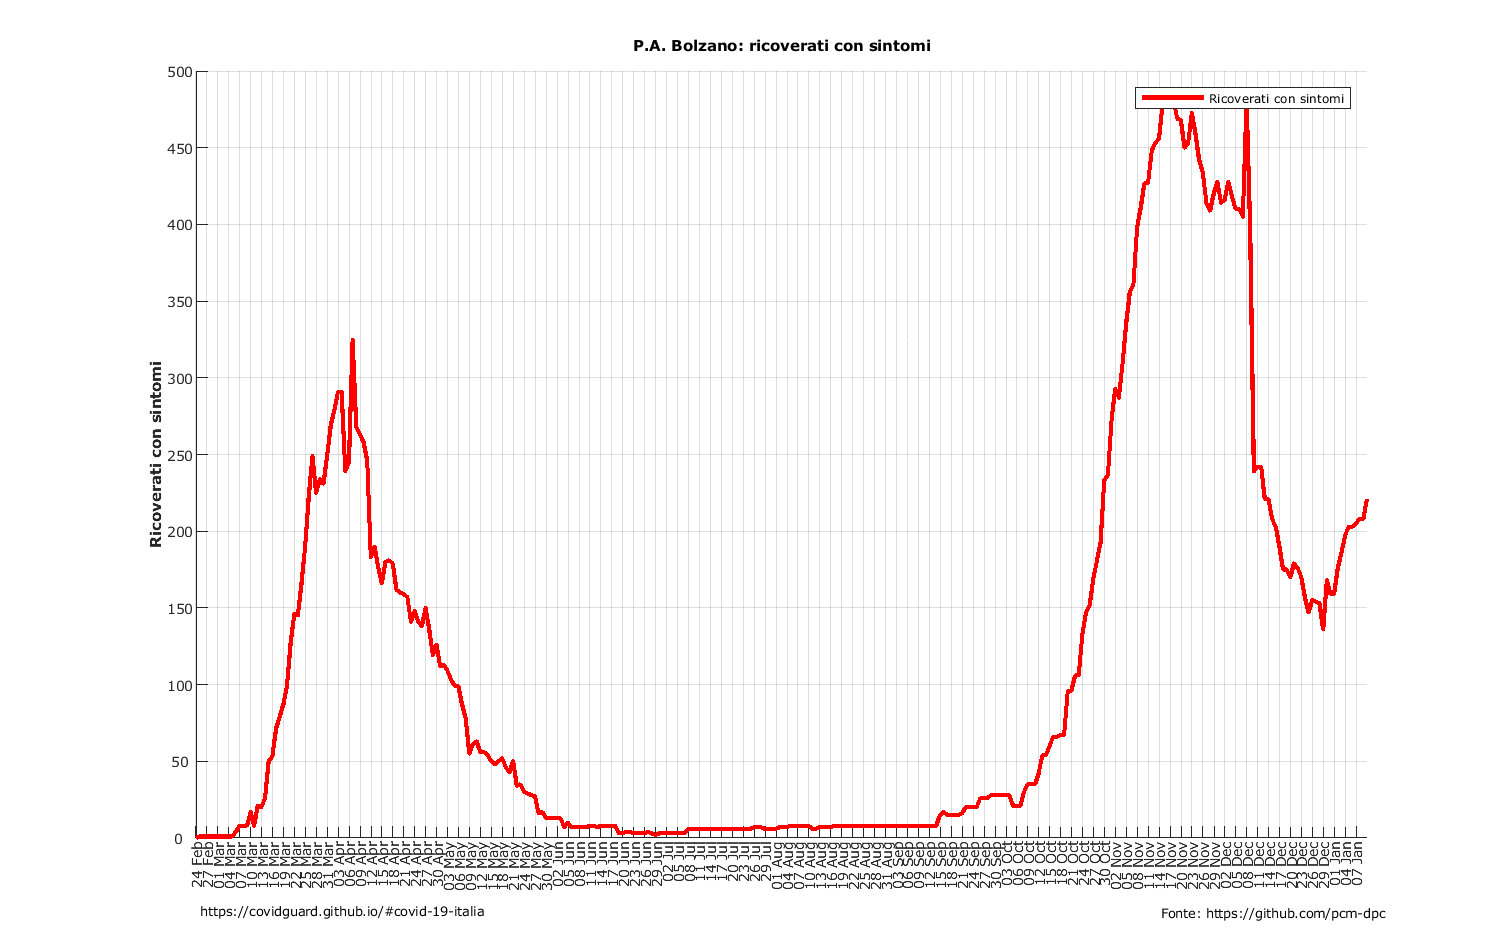 P.A. Bolzano: ricoverati con sintomi
Ricoverati con sintomi
500
450
400
350
300
250
200
150
100
50
0
Ricoverati con sintomi
24 Feb
27 Feb
01 Mar
04 Mar
07 Mar
10 Mar
13 Mar
16 Mar
19 Mar
22 Mar
25 Mar
28 Mar
31 Mar
03 Apr
06 Apr
09 Apr
12 Apr
15 Apr
18 Apr
21 Apr
24 Apr
27 Apr
30 Apr
03 May
06 May
09 May
12 May
15 May
18 May
21 May
24 May
27 May
30 May
02 Jun
05 Jun
08 Jun
11 Jun
14 Jun
17 Jun
20 Jun
23 Jun
26 Jun
29 Jun
02 Jul
05 Jul
08 Jul
11 Jul
14 Jul
17 Jul
20 Jul
23 Jul
26 Jul
29 Jul
01 Aug
04 Aug
07 Aug
10 Aug
13 Aug
16 Aug
19 Aug
22 Aug
25 Aug
28 Aug
31 Aug
03 Sep
06 Sep
09 Sep
12 Sep
15 Sep
18 Sep
21 Sep
24 Sep
27 Sep
30 Sep
03 Oct
06 Oct
09 Oct
12 Oct
15 Oct
18 Oct
21 Oct
24 Oct
27 Oct
30 Oct
02 Nov
05 Nov
08 Nov
11 Nov
14 Nov
17 Nov
20 Nov
23 Nov
26 Nov
29 Nov
02 Dec
05 Dec
08 Dec
11 Dec
14 Dec
17 Dec
20 Dec
23 Dec
26 Dec
29 Dec
01 Jan
04 Jan
07 Jan
https://covidguard.github.io/#covid-19-italia
Fonte: https://github.com/pcm-dpc